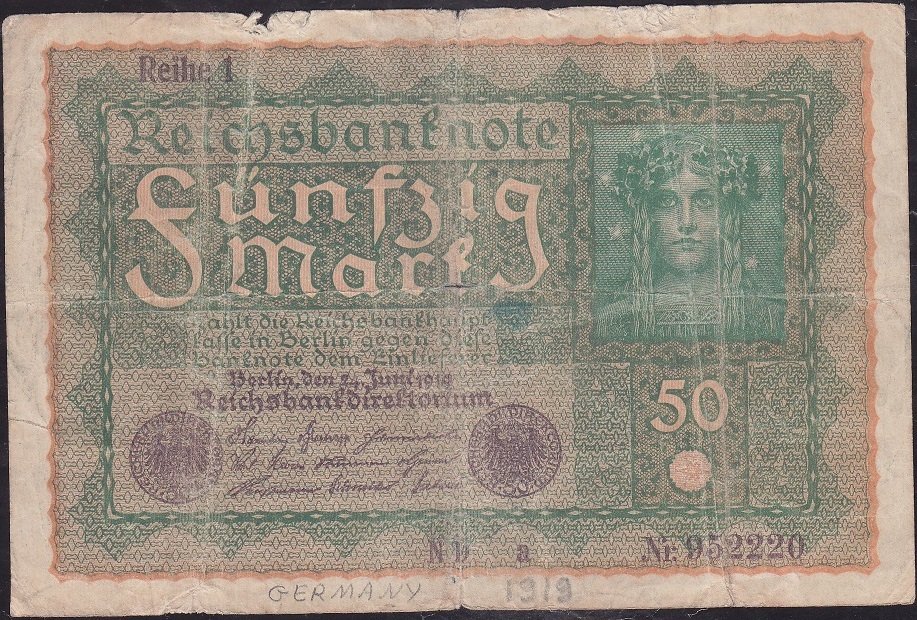 Reihe 1
Reichsbanknote
Fünfzig
Mark
zahlt die Reichsbankhaupt
kasse in Berlin gegen diese
Banknote dem Einlieferer
Berlin, den 24. Juni 1919
Reichsbankdirektorium
50
a Nr. 952220
GERMANY 1919